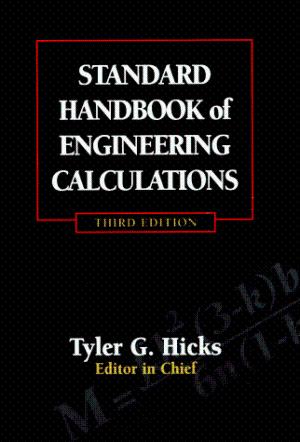 STANDARD
HANDBOOK of
ENGINEERING
CALCULATIONS
THIRD EDITION
Tyler G. Hicks
Editor in Chief